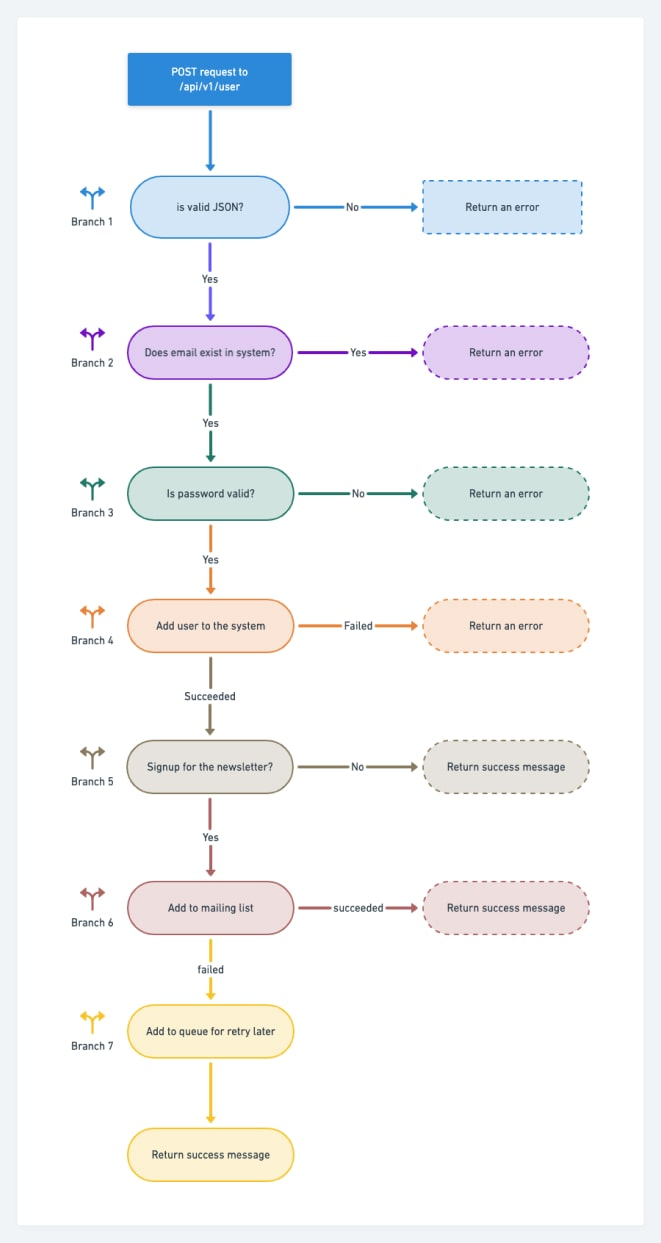 POST request to
/api/v1/user
is valid JSON?
No
Return an error
Branch 1
Yes
Does email exist in system?
Yes
Return an error
Branch 2
Yes
Is password valid?
No
Return an error
Branch 3
Yes
Add user to the system
Failed
Return an error
Branch 4
Succeeded
Signup for the newsletter?
No
Return success message
Branch 5
Yes
Add to mailing list
succeeded
Return success message
Branch 6
failed
Add to queue for retry later
Branch 7
Return success message